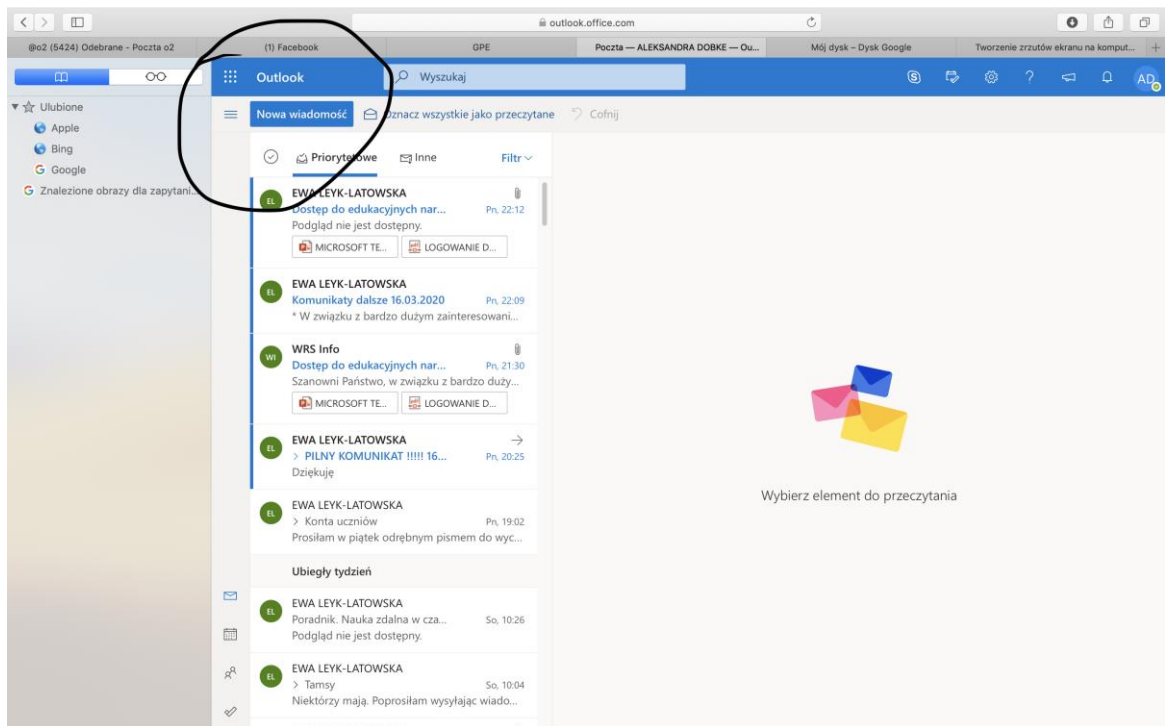 outlook.office.com
@o2 (5424) Odebrane - Poczta o2
(1) Facebook
GPE
Poczta — ALEKSANDRA DOBKE — Ou...
Mój dysk – Dysk Google
Tworzenie zrzutów ekranu na komput...
Ulubione
Apple
Bing
Google
Znalezione obrazy dla zapytani...
Outlook
Wyszukaj
AD
Nowa wiadomość
Oznacz wszystkie jako przeczytane
Cofnij
Priorytetowe
Inne
Filtr
EL
EWA LEYK-LATOWSKA
Dostęp do edukacyjnych nar... Pn, 22:12
Podgląd nie jest dostępny.
MICROSOFT TE... LOGOWANIE D...
EL
EWA LEYK-LATOWSKA
Komunikaty dalsze 16.03.2020 Pn, 22:09
* W związku z bardzo dużym zainteresowani...
WI
WRS Info
Dostęp do edukacyjnych nar... Pn, 21:30
Szanowni Państwo, w związku z bardzo duży...
MICROSOFT TE... LOGOWANIE D...
EL
EWA LEYK-LATOWSKA
> PILNY KOMUNIKAT !!!!! 16... Pn, 20:25
Dziękuję
EL
EWA LEYK-LATOWSKA
> Konta uczniów Pn, 19:02
Prosiłam w piątek odrębnym pismem do wyc...
Ubiegły tydzień
EL
EWA LEYK-LATOWSKA
Poradnik. Nauka zdalna w cza... So, 10:26
Podgląd nie jest dostępny.
EL
EWA LEYK-LATOWSKA
> Tamsy So, 10:04
Niektórzy mają. Poprosiłam wysyłając wiado...
Wybierz element do przeczytania